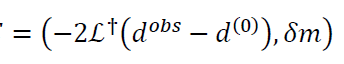 = (−2ℒ†(d^{obs} − d^{(0)}), δm)